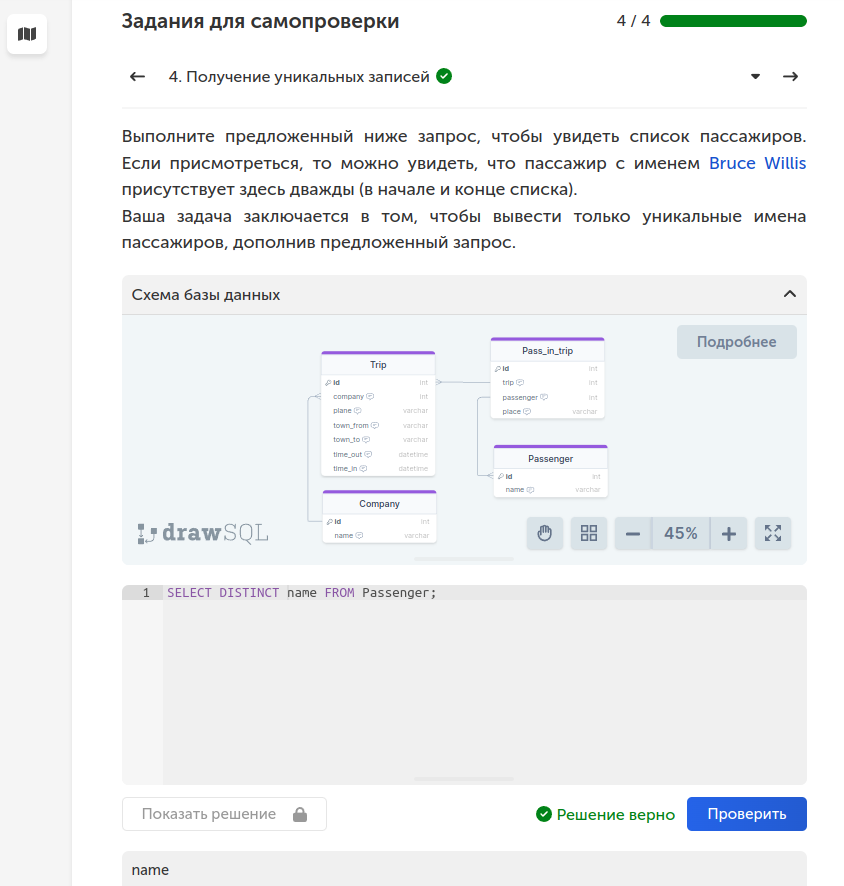 Задания для самопроверки
4 / 4
4. Получение уникальных записей
Выполните предложенный ниже запрос, чтобы увидеть список пассажиров.
Если присмотреться, то можно увидеть, что пассажир с именем Bruce Willis
присутствует здесь дважды (в начале и конце списка).
Ваша задача заключается в том, чтобы вывести только уникальные имена
пассажиров, дополнив предложенный запрос.
Схема базы данных
Подробнее
Trip
id int
company int
plane varchar
town_from varchar
town_to varchar
time_out datetime
time_in datetime
Pass_in_trip
id int
trip int
passenger int
place varchar
Passenger
id int
name varchar
Company
id int
name varchar
drawSQL
45%
1 SELECT DISTINCT name FROM Passenger;
Показать решение
Решение верно
Проверить
name